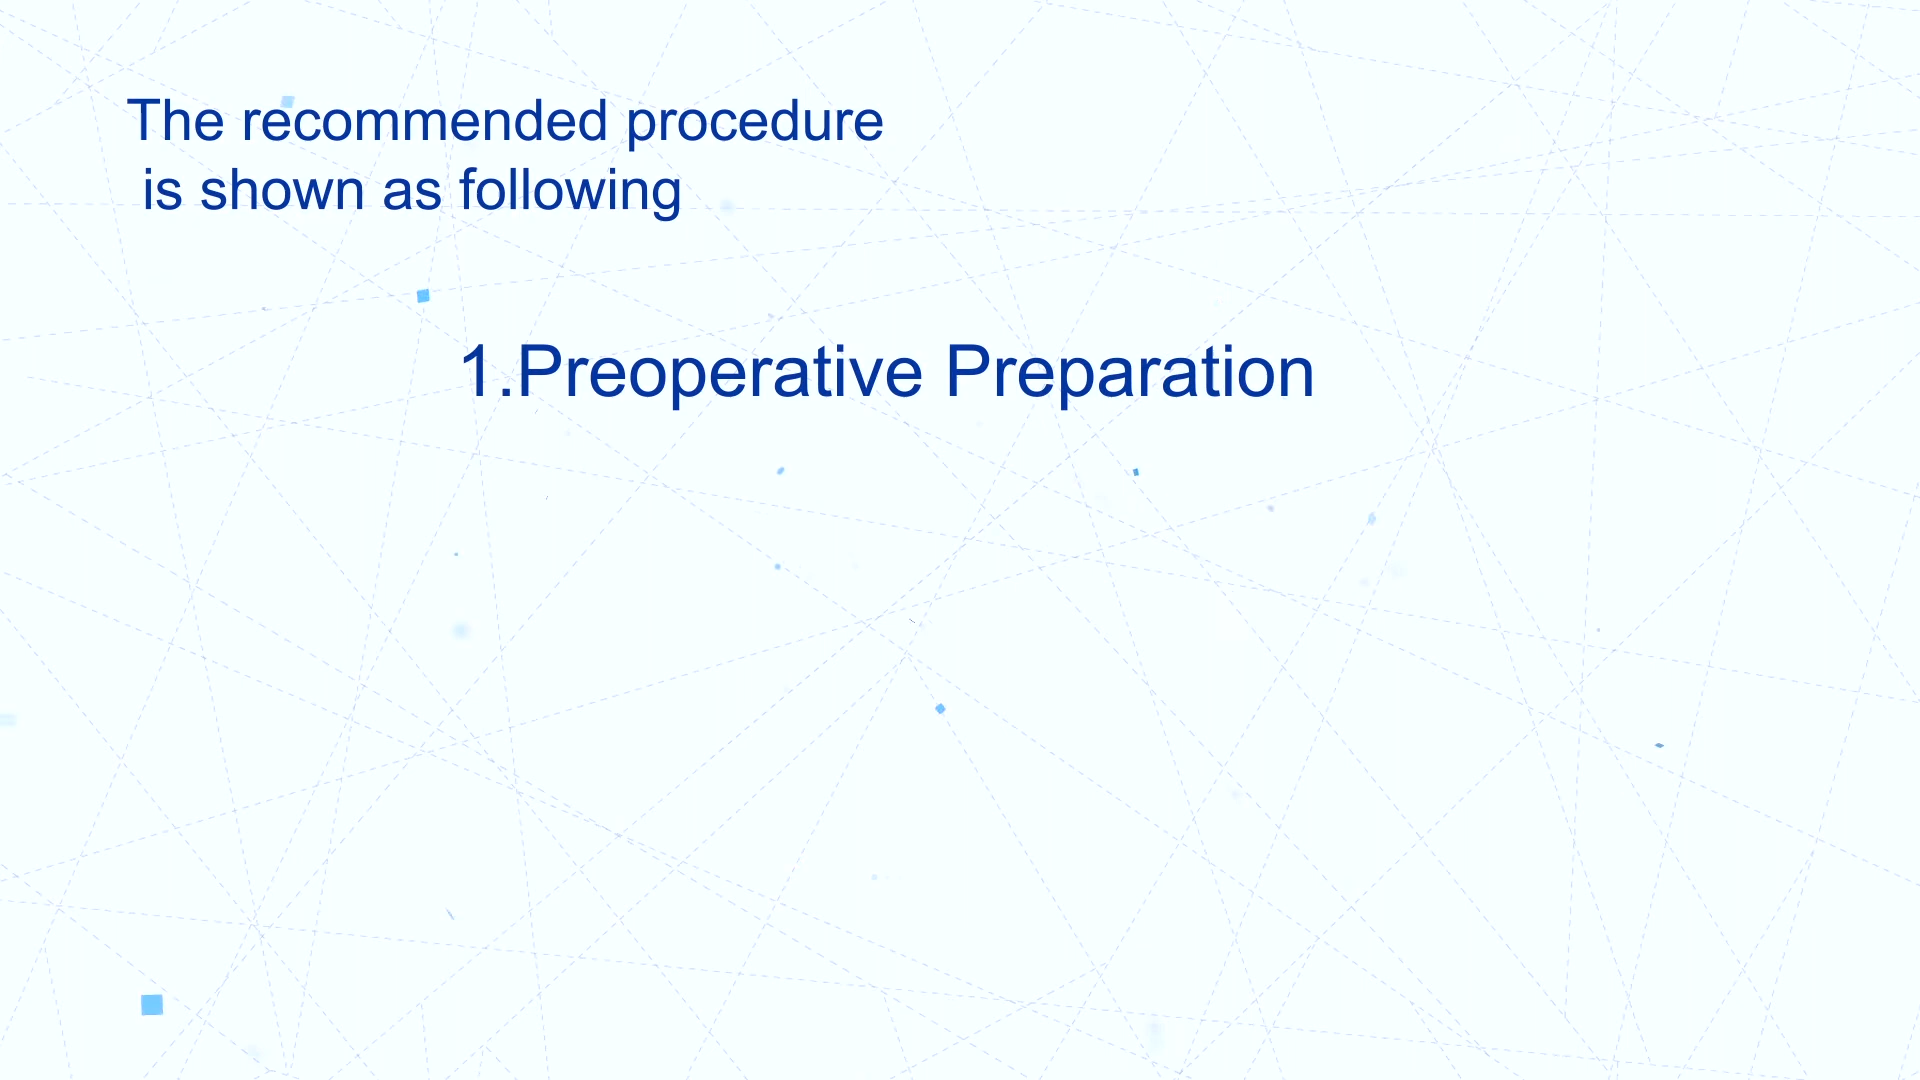 The recommended procedure
is shown as following
1.Preoperative Preparation